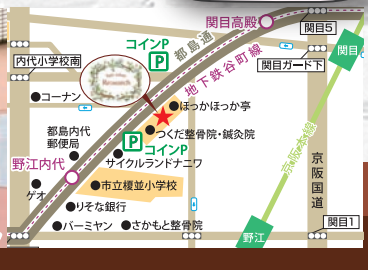 関目高殿
関目5
コインP
都島通
関目
内代小学校南
地下鉄谷町線
関目ガード下
コーナン
ほっかほっか亭
都島内代
郵便局
つくだ整骨院・鍼灸院
コインP
サイクルランドナニワ
京阪本線
京阪国道
野江内代
市立榎並小学校
ゲオ
りそな銀行
バーミヤン
さかもと整骨院
関目1
野江